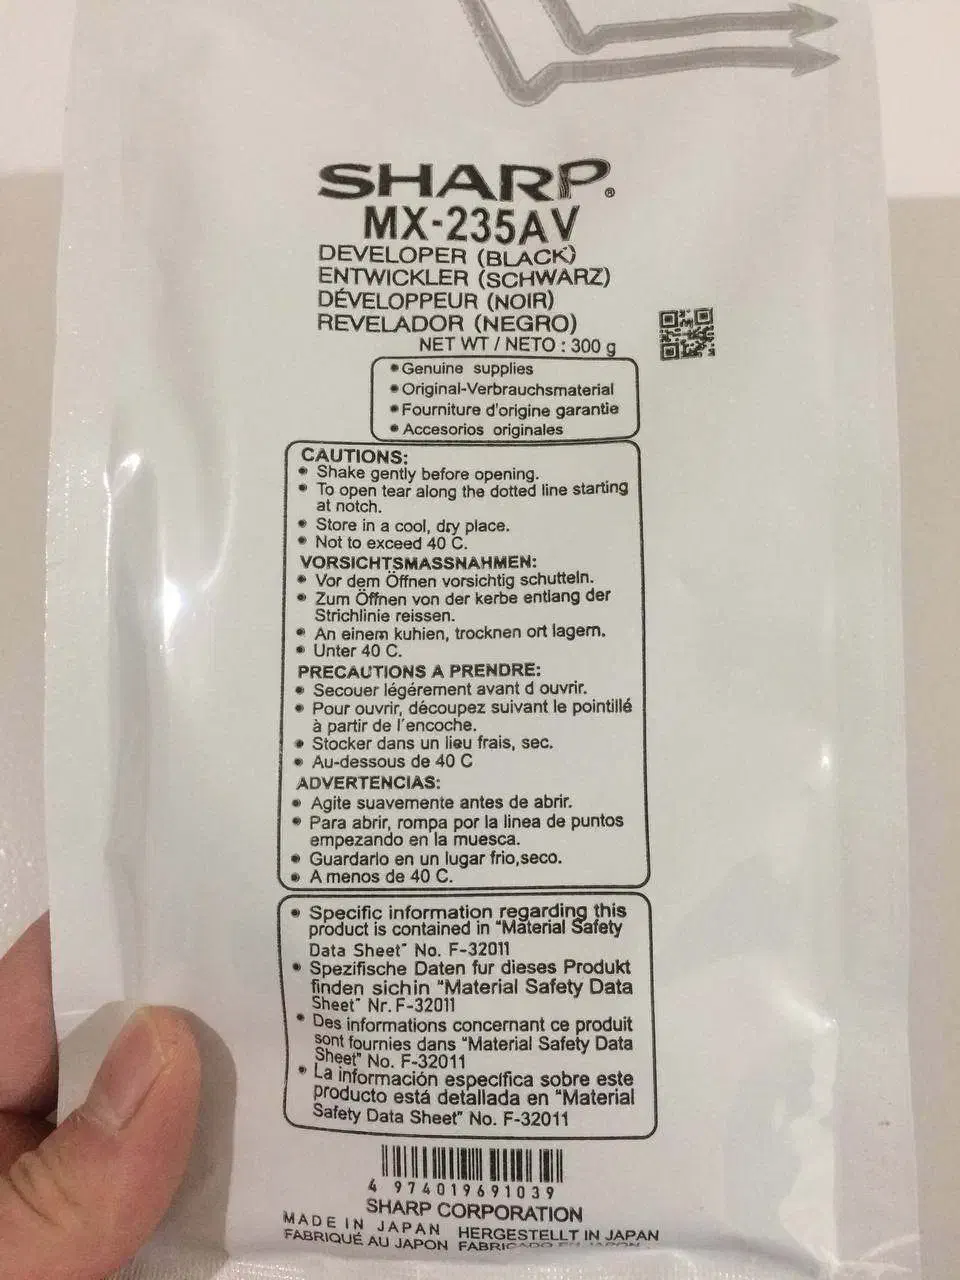 SHARP®
MX-235AV
DEVELOPER (BLACK)
ENTWICKLER (SCHWARZ)
DÉVELOPPEUR (NOIR)
REVELADOR (NEGRO)
NET WT / NETO : 300 g
• Genuine supplies
• Original-Verbrauchsmaterial
• Fourniture d'origine garantie
• Accesorios originales
CAUTIONS:
• Shake gently before opening.
• To open tear along the dotted line starting
at notch.
• Store in a cool, dry place.
• Not to exceed 40 C.
VORSICHTSMASSNAHMEN:
• Vor dem Öffnen vorsichtig schutteln.
• Zum Öffnen von der kerbe entlang der
Strichlinie reissen.
• An einem kuhien, trocknen ort lagern.
• Unter 40 C.
PRECAUTIONS A PRENDRE:
• Secouer légérement avant d ouvrir.
• Pour ouvrir, découpez suivant le pointillé
à partir de l'encoche.
• Stocker dans un lieu frais, sec.
• Au-dessous de 40 C
ADVERTENCIAS:
• Agite suavemente antes de abrir.
• Para abrir, rompa por la linea de puntos
empezando en la muesca.
• Guardarlo en un lugar frio,seco.
• A menos de 40 C.
• Specific information regarding this
product is contained in "Material Safety
Data Sheet" No. F-32011
• Spezifische Daten fur dieses Produkt
finden sichin "Material Safety Data
Sheet" Nr. F-32011
• Des informations concernant ce produit
sont fournies dans "Material Safety Data
Sheet" No. F-32011
• La información específica sobre este
producto está detallada en "Material
Safety Data Sheet" No. F-32011
4 974019691039
SHARP CORPORATION
MADE IN JAPAN HERGESTELLT IN JAPAN
FABRIQUÉ AU JAPON